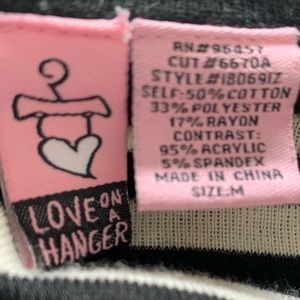 LOVE ON A
HANGER
RN#96457
CUT#6670A
STYLE#18069IZ
SELF:50% COTTON
33% POLYESTER
17% RAYON
CONTRAST:
95% ACRYLIC
5% SPANDEX
MADE IN CHINA
SIZE:M